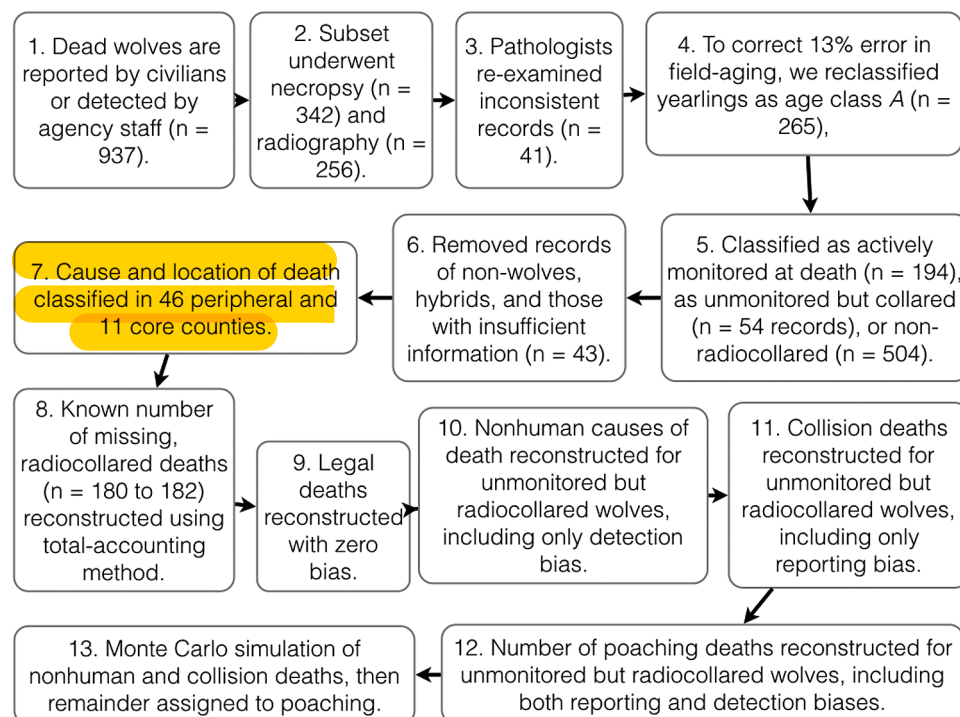 1. Dead wolves are
reported by civilians
or detected by
agency staff (n =
937).
2. Subset
underwent
necropsy (n =
342) and
radiography (n =
256).
3. Pathologists
re-examined
inconsistent
records (n =
41).
4. To correct 13% error in
field-aging, we reclassified
yearlings as age class A (n =
265),
5. Classified as actively
monitored at death (n = 194),
as unmonitored but collared
(n = 54 records), or non-
radiocollared (n = 504).
6. Removed records
of non-wolves,
hybrids, and those
with insufficient
information (n = 43).
7. Cause and location of death
classified in 46 peripheral and
11 core counties.
8. Known number
of missing,
radiocollared deaths
(n = 180 to 182)
reconstructed using
total-accounting
method.
9. Legal
deaths
reconstructed
with zero
bias.
10. Nonhuman causes of
death reconstructed for
unmonitored but
radiocollared wolves,
including only detection
bias.
11. Collision deaths
reconstructed for
unmonitored but
radiocollared wolves,
including only
reporting bias.
12. Number of poaching deaths reconstructed for
unmonitored but radiocollared wolves, including
both reporting and detection biases.
13. Monte Carlo simulation of
nonhuman and collision deaths, then
remainder assigned to poaching.